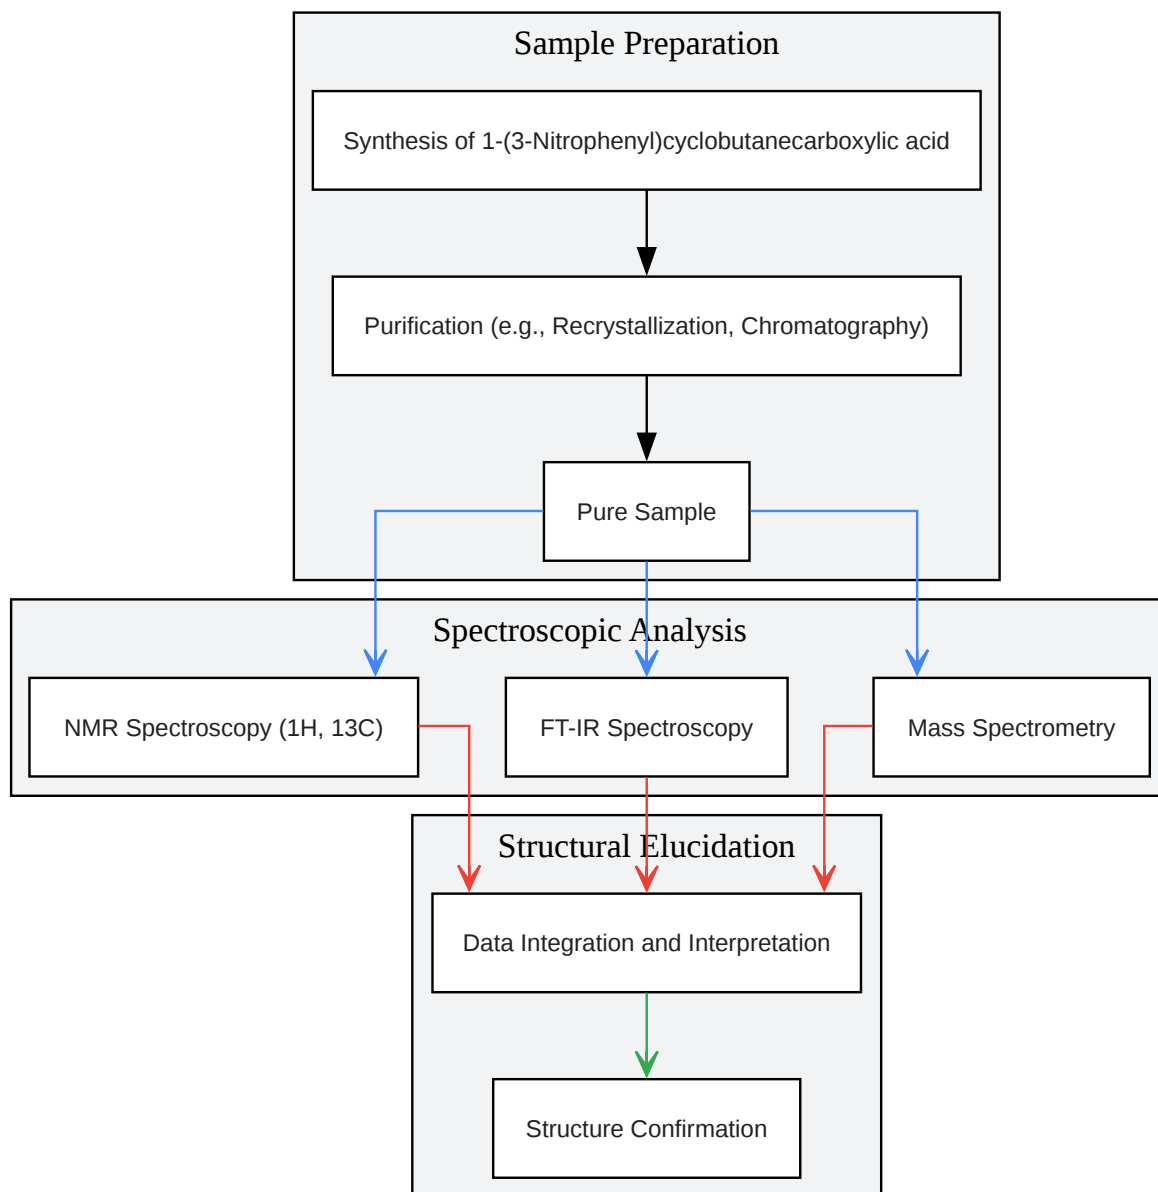 Sample Preparation
Synthesis of 1-(3-Nitrophenyl)cyclobutanecarboxylic acid
Purification (e.g., Recrystallization, Chromatography)
Pure Sample
Spectroscopic Analysis
NMR Spectroscopy (1H, 13C)
FT-IR Spectroscopy
Mass Spectrometry
Structural Elucidation
Data Integration and Interpretation
Structure Confirmation